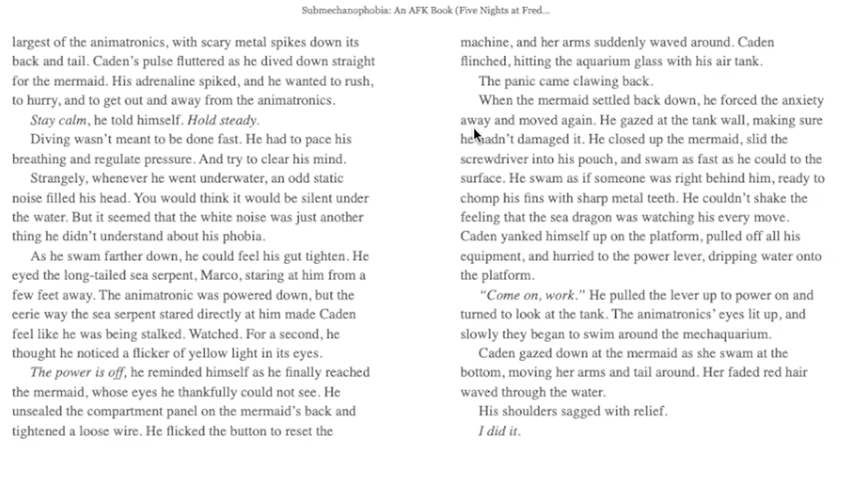 Submechanophobia: An AFK Book (Five Nights at Fred...
largest of the animatronics, with scary metal spikes down its
back and tail. Caden’s pulse fluttered as he dived down straight
for the mermaid. His adrenaline spiked, and he wanted to rush,
to hurry, and to get out and away from the animatronics.
Stay calm, he told himself. Hold steady.
Diving wasn’t meant to be done fast. He had to pace his
breathing and regulate pressure. And try to clear his mind.
Strangely, whenever he went underwater, an odd static
noise filled his head. You would think it would be silent under
the water. But it seemed that the white noise was just another
thing he didn’t understand about his phobia.
As he swam farther down, he could feel his gut tighten. He
eyed the long-tailed sea serpent, Marco, staring at him from a
few feet away. The animatronic was powered down, but the
eerie way the sea serpent stared directly at him made Caden
feel like he was being stalked. Watched. For a second, he
thought he noticed a flicker of yellow light in its eyes.
The power is off, he reminded himself as he finally reached
the mermaid, whose eyes he thankfully could not see. He
unsealed the compartment panel on the mermaid’s back and
tightened a loose wire. He flicked the button to reset the
machine, and her arms suddenly waved around. Caden
flinched, hitting the aquarium glass with his air tank.
The panic came clawing back.
When the mermaid settled back down, he forced the anxiety
away and moved again. He gazed at the tank wall, making sure
he hadn’t damaged it. He closed up the mermaid, slid the
screwdriver into his pouch, and swam as fast as he could to the
surface. He swam as if someone was right behind him, ready to
chomp his fins with sharp metal teeth. He couldn’t shake the
feeling that the sea dragon was watching his every move.
Caden yanked himself up on the platform, pulled off all his
equipment, and hurried to the power lever, dripping water onto
the platform.
“Come on, work.” He pulled the lever up to power on and
turned to look at the tank. The animatronics’ eyes lit up, and
slowly they began to swim around the mechaquarium.
Caden gazed down at the mermaid as she swam at the
bottom, moving her arms and tail around. Her faded red hair
waved through the water.
His shoulders sagged with relief.
I did it.